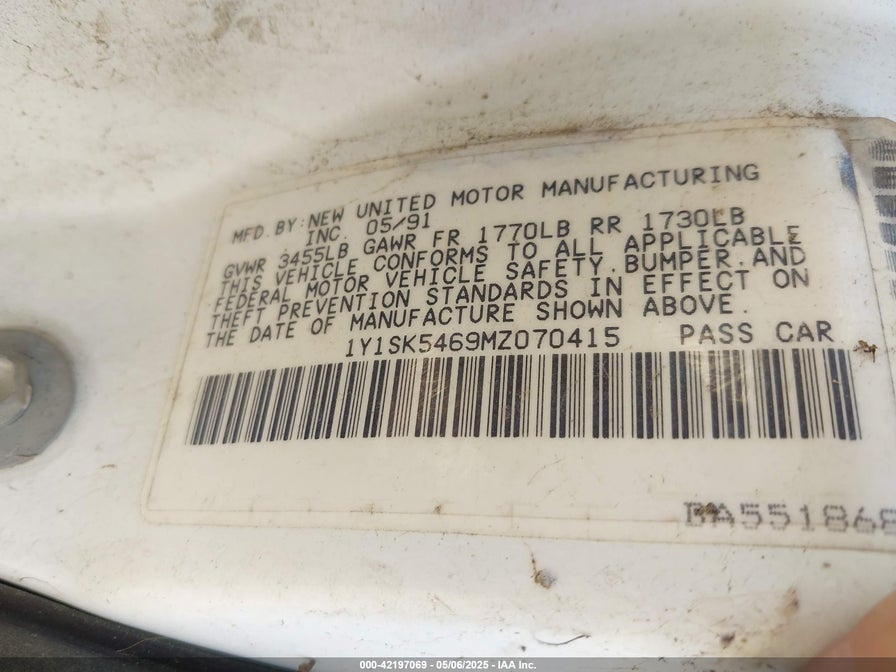 MFD.BY:NEW UNITED MOTOR MANUFACTURING
INC. 05/91
GVWR 3455LB GAWR FR 1770LB RR 1730LB
THIS VEHICLE CONFORMS TO ALL APPLICABLE
FEDERAL MOTOR VEHICLE SAFETY,BUMPER,AND
THEFT PREVENTION STANDARDS IN EFFECT ON
THE DATE OF MANUFACTURE SHOWN ABOVE.
1Y1SK5469MZ070415 PASS CAR
BA551868
000-42197069 - 05/06/2025 - IAA Inc.